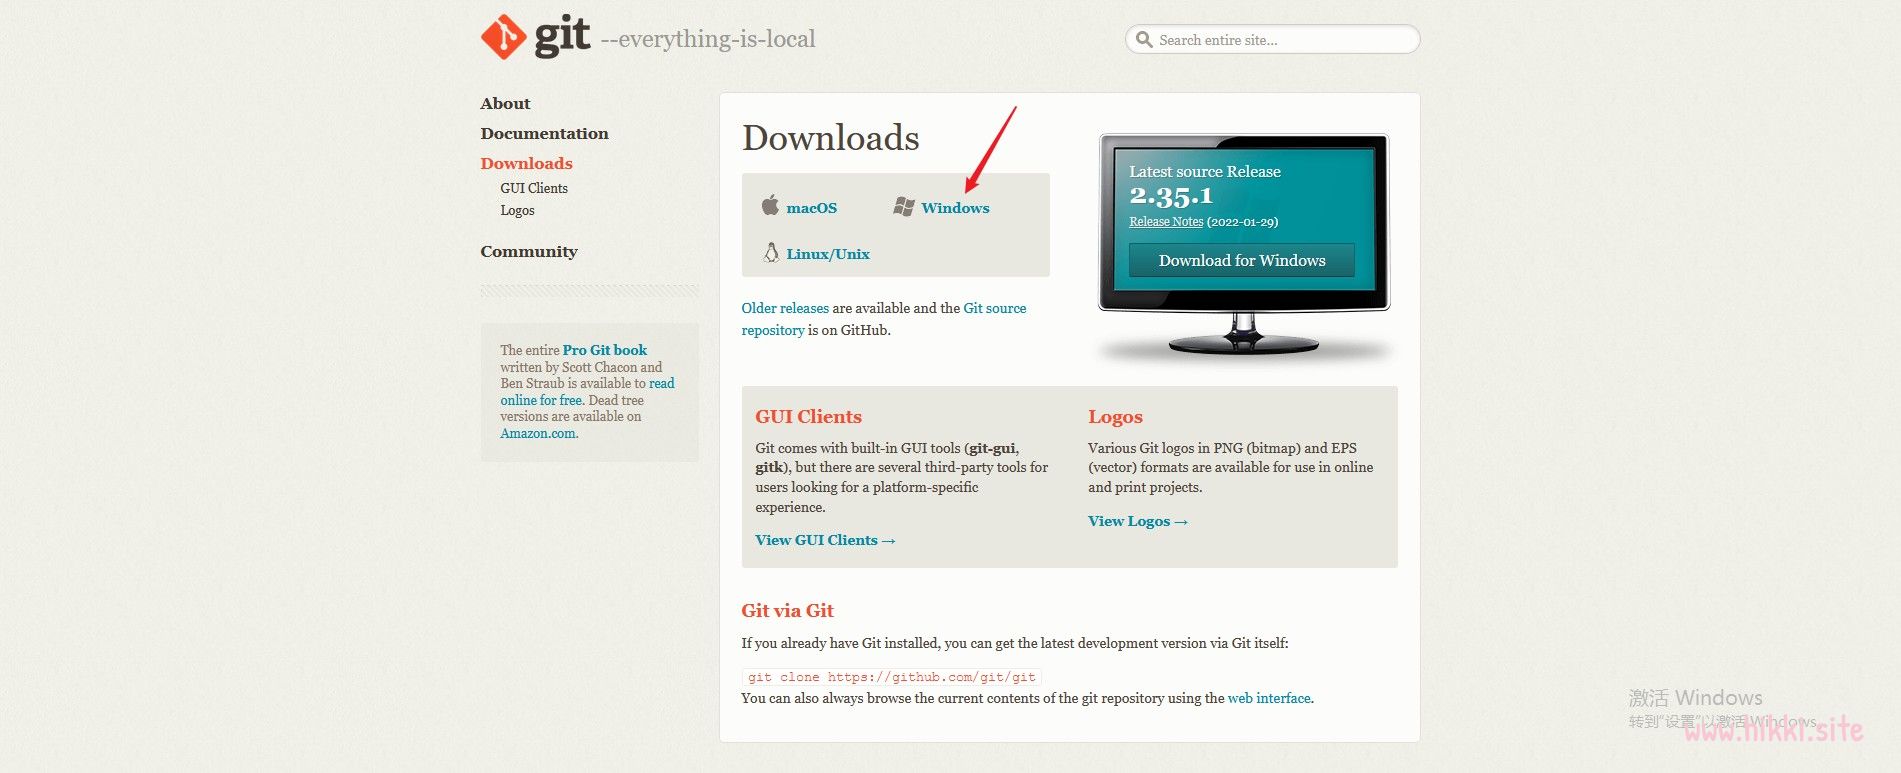 git --everything-is-local
Search entire site...
About
Documentation
Downloads
GUI Clients
Logos
Community
The entire Pro Git book
written by Scott Chacon and
Ben Straub is available to read
online for free. Dead tree
versions are available on
Amazon.com.
Downloads
macOS
Windows
Linux/Unix
Older releases are available and the Git source
repository is on GitHub.
Latest source Release
2.35.1
Release Notes (2022-01-29)
Download for Windows
GUI Clients
Git comes with built-in GUI tools (git-gui,
gitk), but there are several third-party tools for
users looking for a platform-specific
experience.
View GUI Clients →
Logos
Various Git logos in PNG (bitmap) and EPS
(vector) formats are available for use in online
and print projects.
View Logos →
Git via Git
If you already have Git installed, you can get the latest development version via Git itself:
git clone https://github.com/git/git
You can also always browse the current contents of the git repository using the web interface.
激活 Windows
转到“设置”以激活 Windows。
www.hikki.site